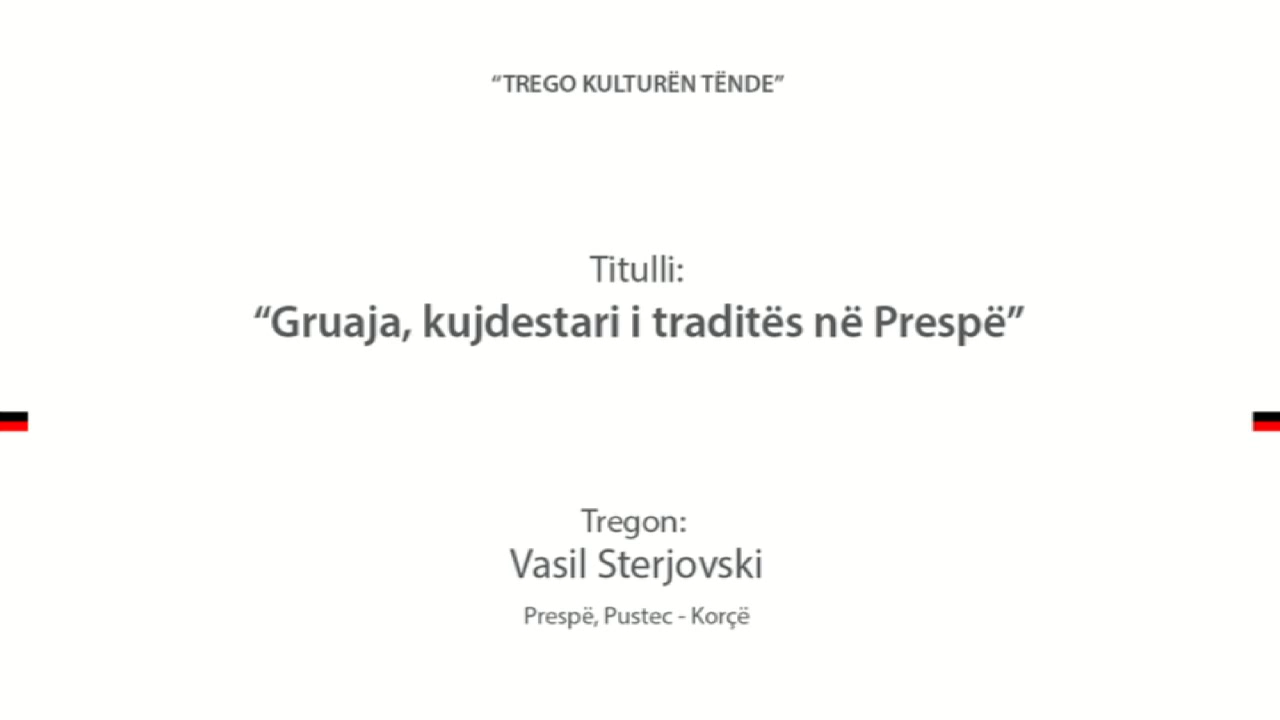 “TREGO KULTURËN TËNDE”
Titulli:
“Gruaja, kujdestari i traditës në Prespë”
Tregon:
Vasil Sterjovski
Prespë, Pustec - Korçë